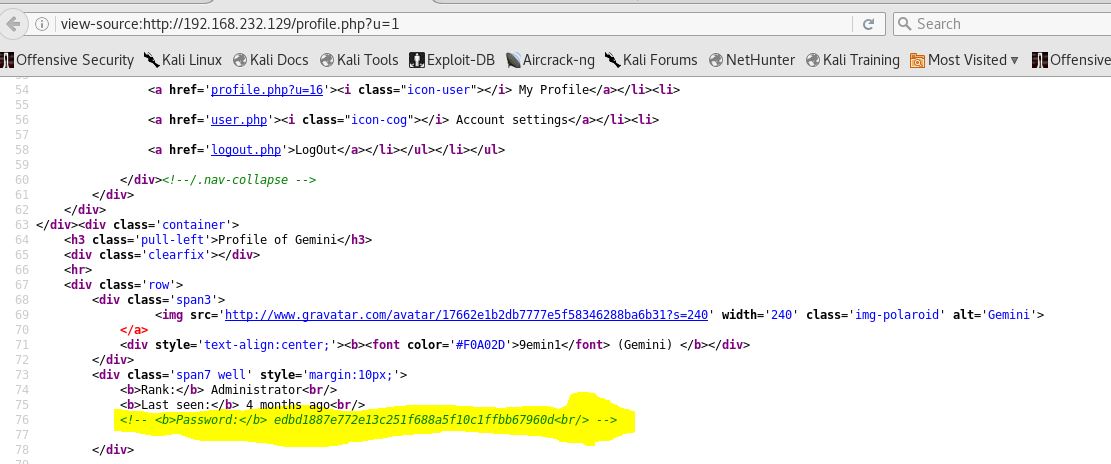 view-source:http://192.168.232.129/profile.php?u=1
Search
Offensive Security Kali Linux Kali Docs Kali Tools Exploit-DB Aircrack-ng Kali Forums NetHunter Kali Training Most Visited Offensive
54 <a href='profile.php?u=16'><i class="icon-user"></i> My Profile</a></li><li>
55
56 <a href='user.php'><i class="icon-cog"></i> Account settings</a></li><li>
57
58 <a href='logout.php'>LogOut</a></li></ul></li></ul>
59
60 </div><!--/.nav-collapse -->
61 </div>
62 </div>
63 </div><div class='container'>
64 <h3 class='pull-left'>Profile of Gemini</h3>
65 <div class='clearfix'></div>
66 <hr>
67 <div class='row'>
68 <div class='span3'>
69 <img src='http://www.gravatar.com/avatar/17662e1b2db7777e5f58346288ba6b31?s=240' width='240' class='img-polaroid' alt='Gemini'>
70 </a>
71 <div style='text-align:center;'><b><font color='#F0A02D'>9emin1</font> (Gemini) </b></div>
72 </div>
73 <div class='span7 well' style='margin:10px;'>
74 <b>Rank:</b> Administrator<br/>
75 <b>Last seen:</b> 4 months ago<br/>
76 <!-- <b>Password:</b> edbd1887e772e13c251f688a5f10c1ffbb67960d<br/> -->
77
78 </div>